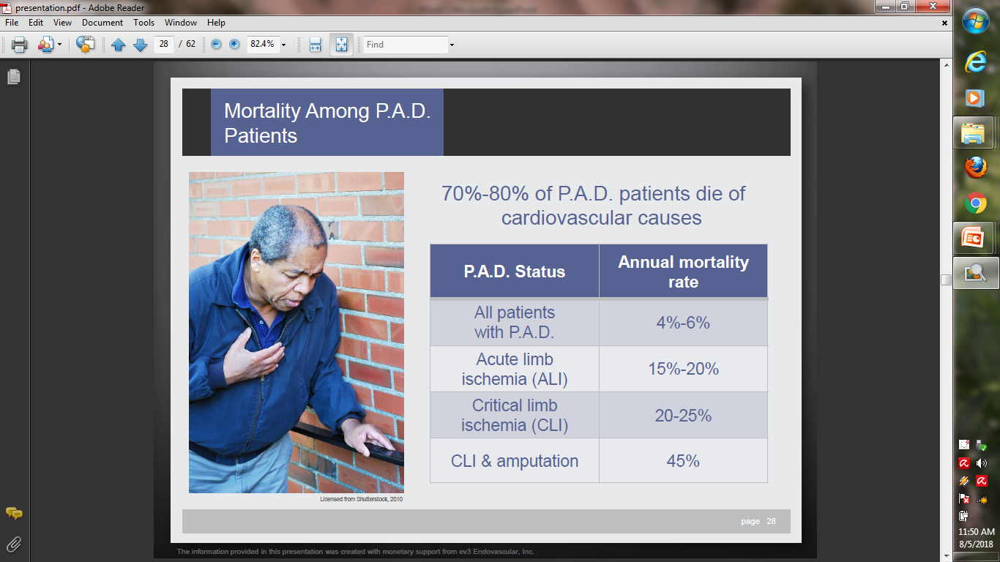 presentation.pdf - Adobe Reader
File Edit View Document Tools Window Help
28 / 62 82.4% Find
Mortality Among P.A.D.
Patients
70%-80% of P.A.D. patients die of
cardiovascular causes
P.A.D. Status
Annual mortality
rate
All patients
with P.A.D.
4%-6%
Acute limb
ischemia (ALI)
15%-20%
Critical limb
ischemia (CLI)
20-25%
CLI & amputation
45%
Licensed from Shutterstock, 2010
page 28
The information provided in this presentation was created with monetary support from ev3 Endovascular, Inc.
11:50 AM
8/5/2018